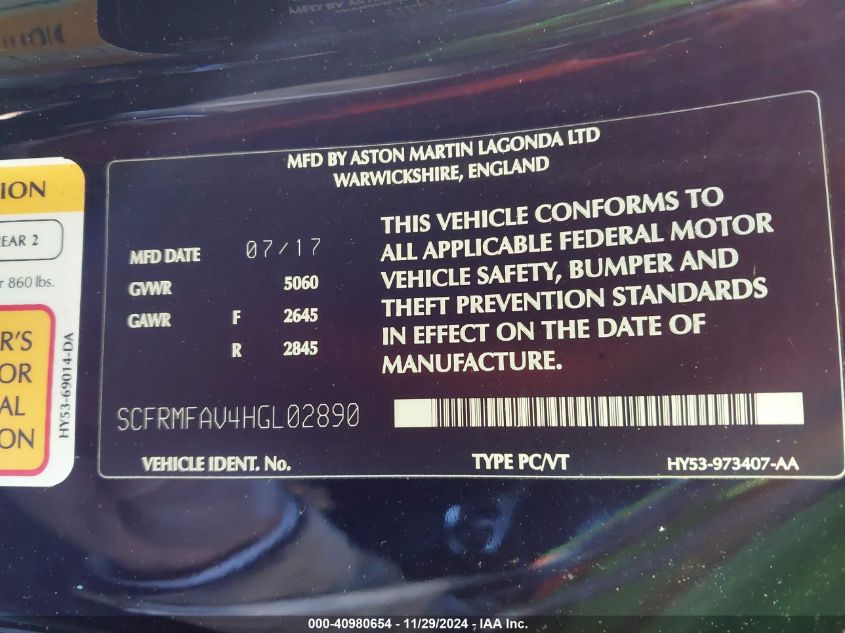 MFD BY ASTON MARTIN LAGONDA LTD
WARWICKSHIRE, ENGLAND
MFD DATE 07/17
GVWR 5060
GAWR F 2645
R 2845
THIS VEHICLE CONFORMS TO
ALL APPLICABLE FEDERAL MOTOR
VEHICLE SAFETY, BUMPER AND
THEFT PREVENTION STANDARDS
IN EFFECT ON THE DATE OF
MANUFACTURE.
SCFRMFAV4HGL02890
VEHICLE IDENT. No. TYPE PC/VT HY53-973407-AA
ION
EAR 2
r 860 lbs.
R'S
OR
AL
ON
HY53-69014-DA
000-40980654 - 11/29/2024 - IAA Inc.